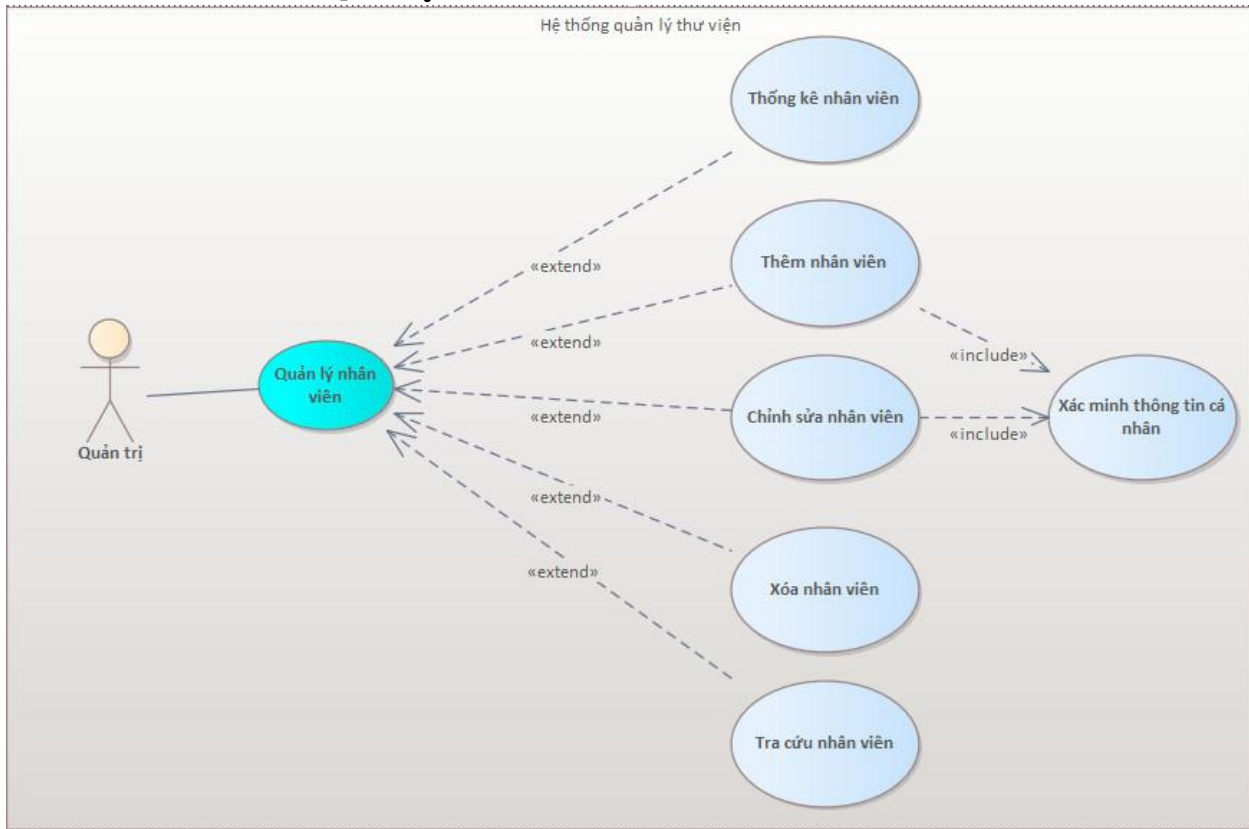 Hệ thống quản lý thư viện
Thống kê nhân viên
«extend»
Thêm nhân viên
«extend»
«include»
Quản lý nhân
viên
Quản trị
«extend»
Chỉnh sửa nhân viên
«include»
Xác minh thông tin cá
nhân
«extend»
Xóa nhân viên
«extend»
Tra cứu nhân viên